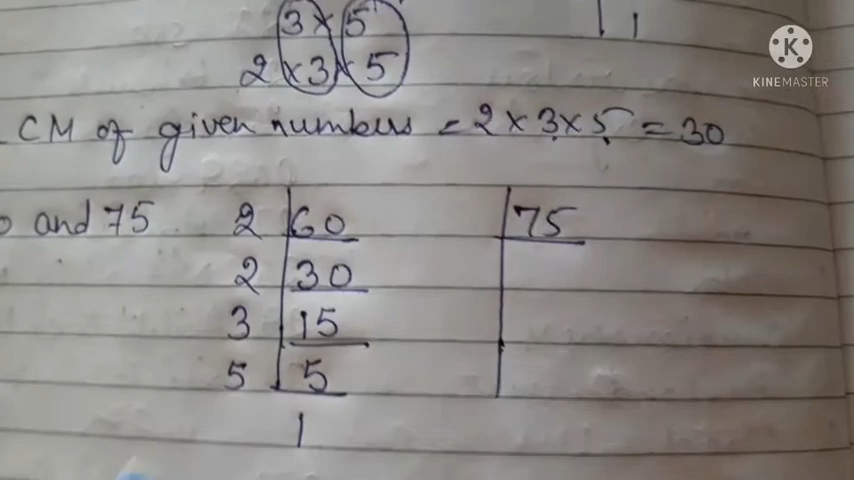 3 × 5
2 × 3 × 5
CM of given numbers = 2 × 3 × 5 = 30
and 75
2 60
2 30
3 15
5 5
1
75
1
KINEMASTER